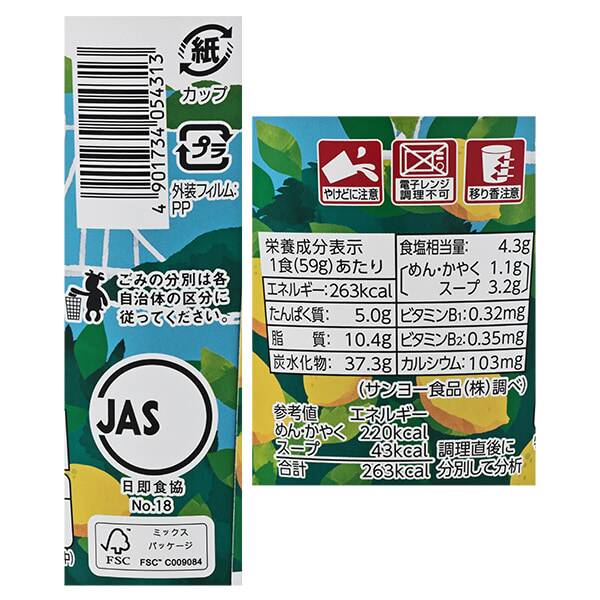 紙
カップ
4 901734 054313
プラ
外装フィルム:
PP
ごみの分別は各
自治体の区分に
従ってください。
JAS
日即食協
No.18
FSC
ミックス
パッケージ
FSC™ C009084
やけどに注意
電子レンジ
調理不可
移り香注意
栄養成分表示
1食(59g)あたり
エネルギー:263kcal
たんぱく質: 5.0g
脂 質: 10.4g
炭水化物: 37.3g
食塩相当量: 4.3g
めん・かやく 1.1g
スープ 3.2g
ビタミンB1:0.32mg
ビタミンB2:0.35mg
カルシウム:103mg
(サンヨー食品(株)調べ)
参考値 エネルギー
めん・かやく 220kcal
スープ 43kcal
合計 263kcal
調理直後に
分別して分析